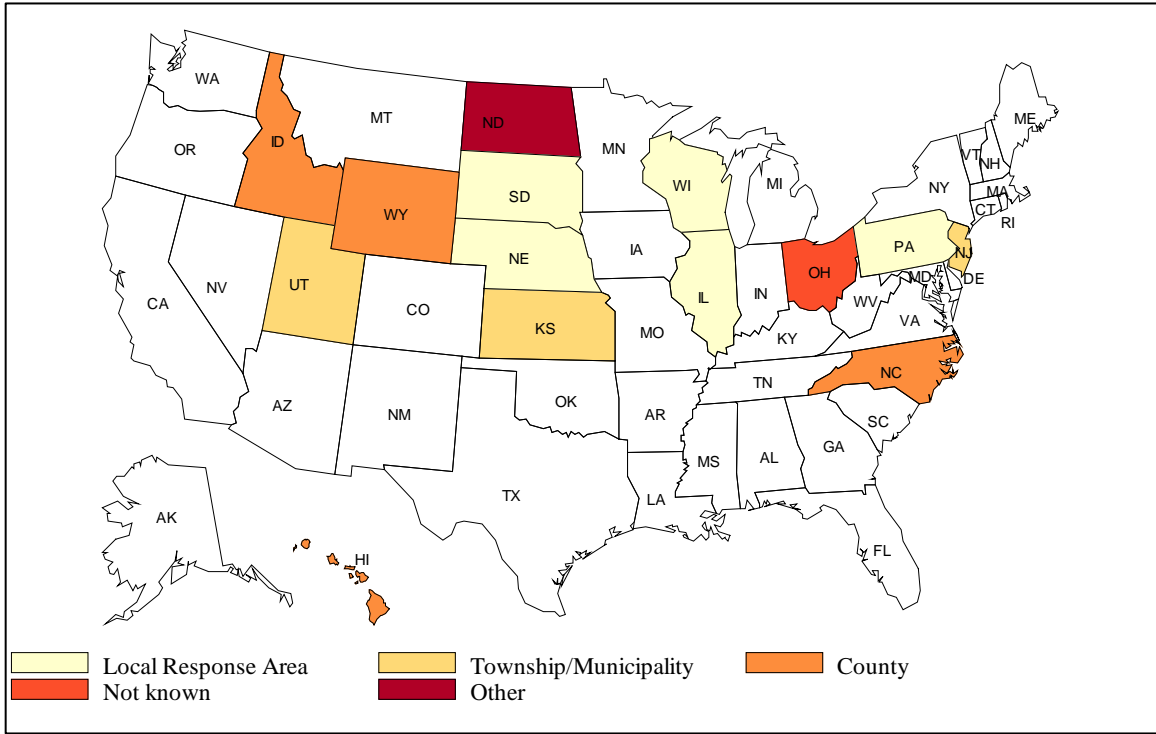 WA
MT
ND
MN
ME
OR
ID
SD
WI
MI
VT
NH
NY
MA
CT
RI
WY
NE
IA
PA
NJ
NV
UT
CO
KS
IL
IN
OH
MD
DE
CA
MO
KY
WV
VA
AZ
NM
OK
AR
TN
NC
SC
TX
LA
MS
AL
GA
FL
AK
HI
Local Response Area
Township/Municipality
County
Not known
Other